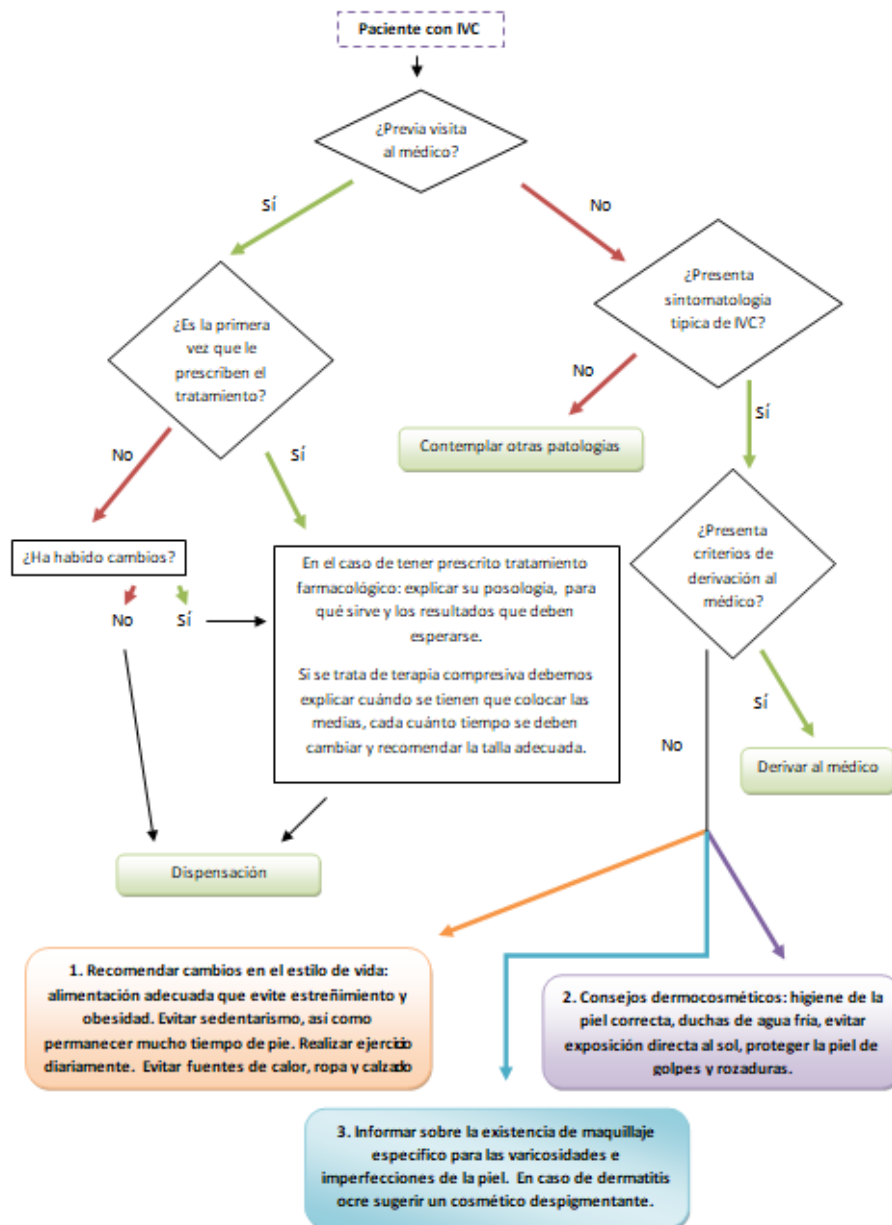 Paciente con IVC
¿Previa visita
al médico?
Sí
No
¿Es la primera
vez que le
prescriben el
tratamiento?
¿Presenta
sintomatologia
típica de IVC?
No
Sí
Contemplar otras patologias
No
Sí
¿Ha habido cambios?
No
Sí
En el caso de tener prescrito tratamiento
farmacológico: explicar su posología, para
qué sirve y los resultados que deben
esperarse.
Si se trata de terapia compresiva debemos
explicar cuándo se tienen que colocar las
medias, cada cuánto tiempo se deben
cambiar y recomendar la talla adecuada.
¿Presenta
criterios de
derivación al
médico?
No
Sí
Derivar al médico
Dispensación
1. Recomendar cambios en el estilo de vida:
alimentación adecuada que evite estreñimiento y
obesidad. Evitar sedentarismo, así como
permanecer mucho tiempo de pie. Realizar ejercicio
diariamente. Evitar fuentes de calor, ropa y calzado
2. Consejos dermocosméticos: higiene de la
piel correcta, duchas de agua fría, evitar
exposición directa al sol, proteger la piel de
golpes y rozaduras.
3. Informar sobre la existencia de maquillaje
específico para las varicosidades e
imperfecciones de la piel. En caso de dermatitis
ocre sugerir un cosmético despigmentante.